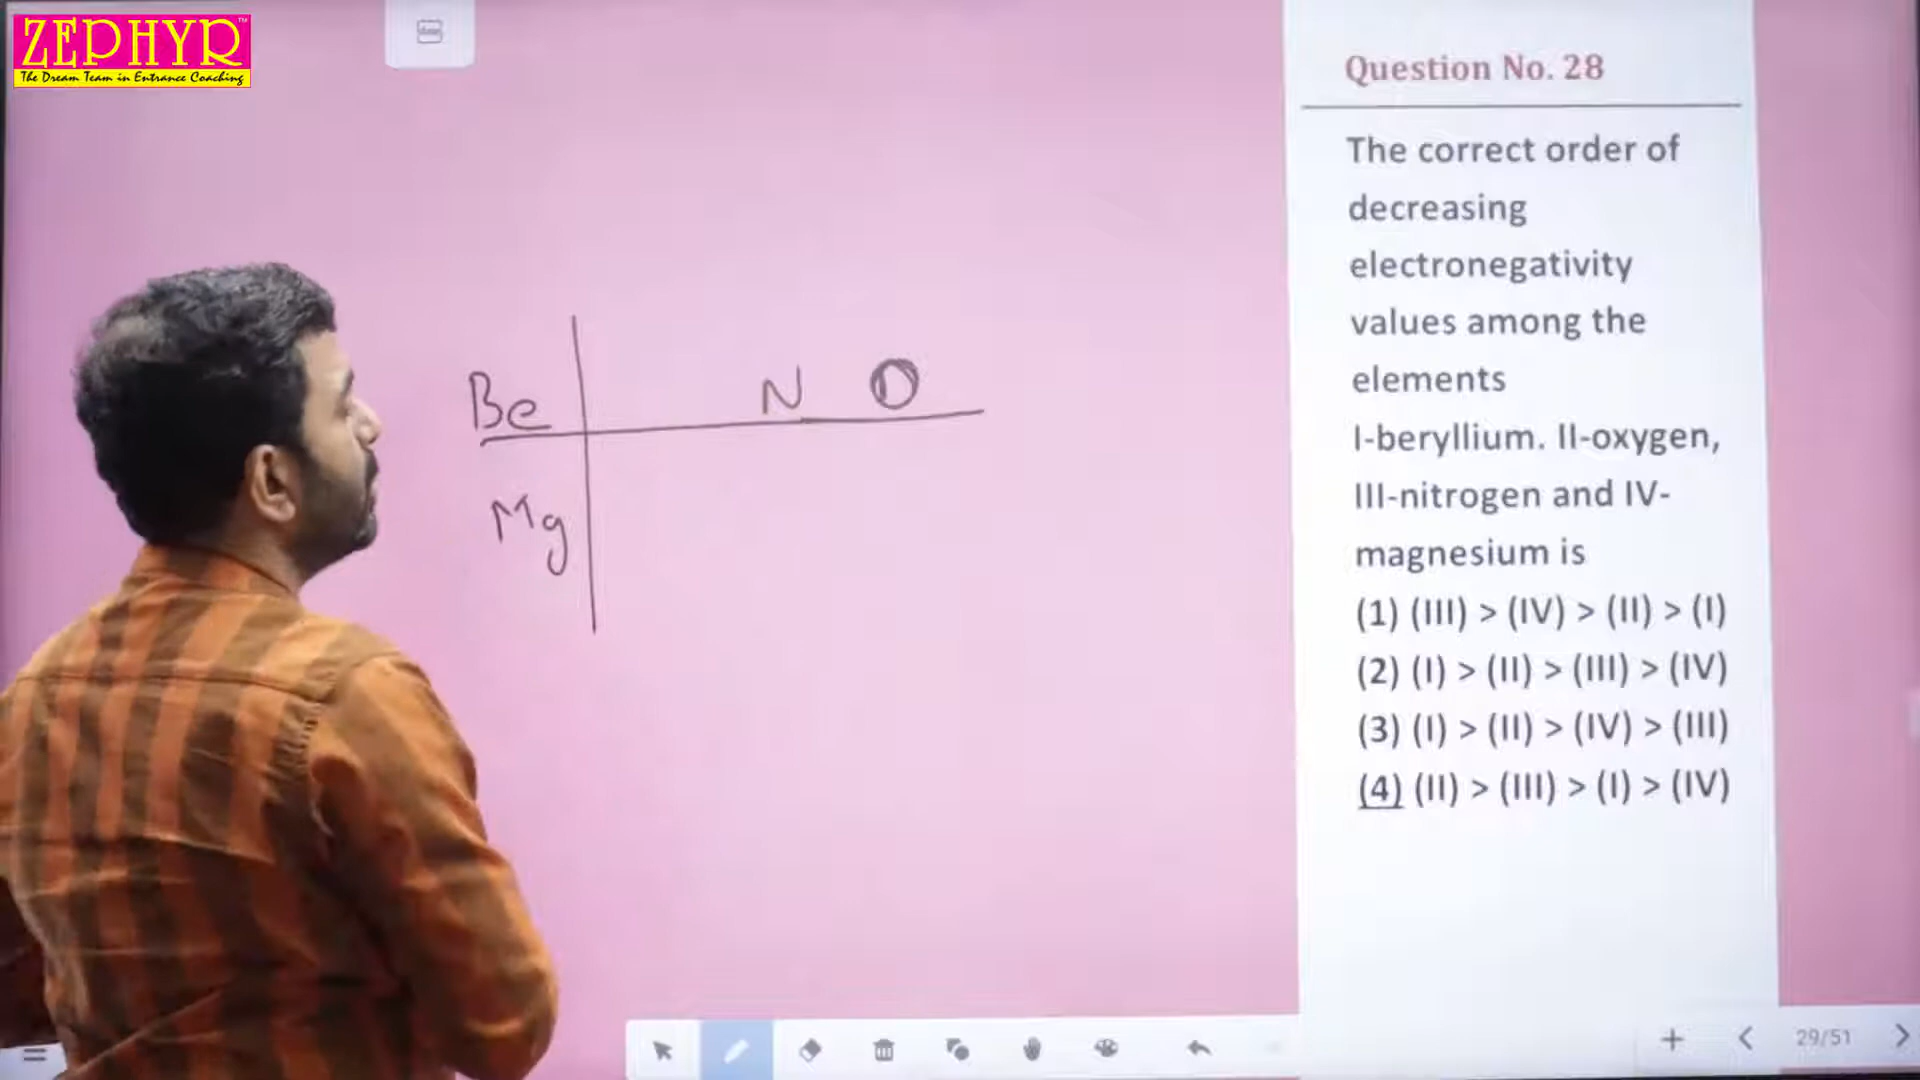 ZEPHYR™
The Dream Team in Entrance Coaching
Be N O
Mg
Question No. 28
The correct order of
decreasing
electronegativity
values among the
elements
I-beryllium. II-oxygen,
III-nitrogen and IV-
magnesium is
(1) (III) > (IV) > (II) > (I)
(2) (I) > (II) > (III) > (IV)
(3) (I) > (II) > (IV) > (III)
(4) (II) > (III) > (I) > (IV)
29/51